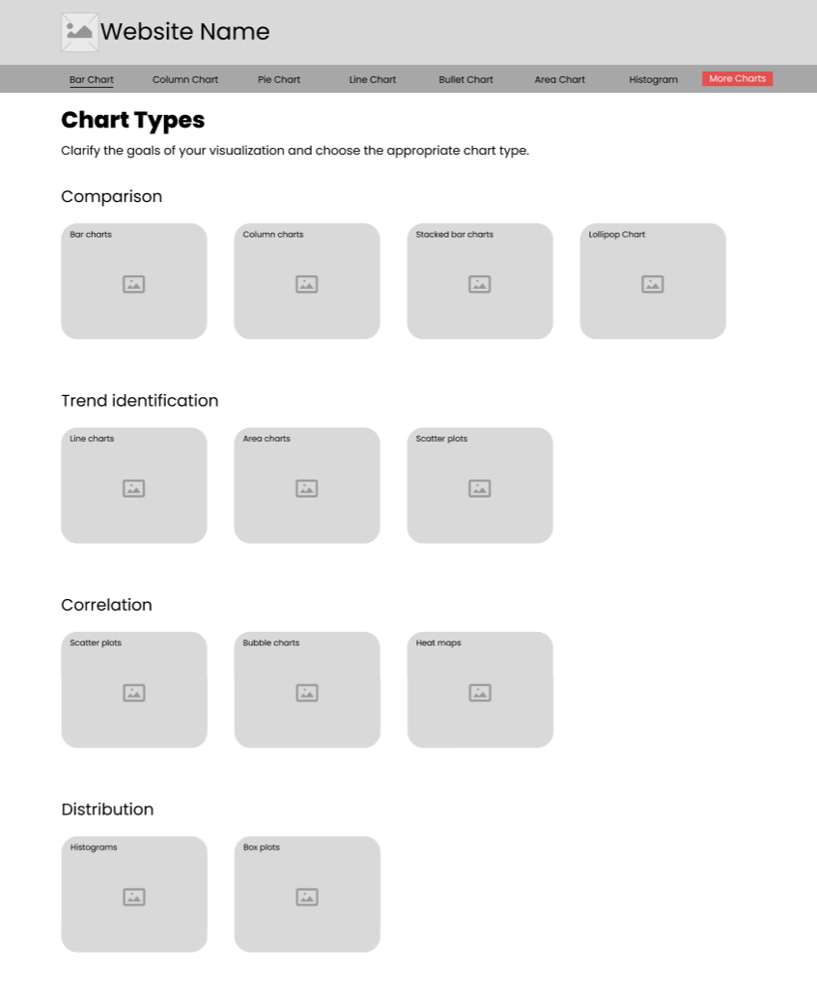 Website Name
Bar Chart
Column Chart
Pie Chart
Line Chart
Bullet Chart
Area Chart
Histogram
More Charts
Chart Types
Clarify the goals of your visualization and choose the appropriate chart type.
Comparison
Bar charts
Column charts
Stacked bar charts
Lollipop Chart
Trend identification
Line charts
Area charts
Scatter plots
Correlation
Scatter plots
Bubble charts
Heat maps
Distribution
Histograms
Box plots